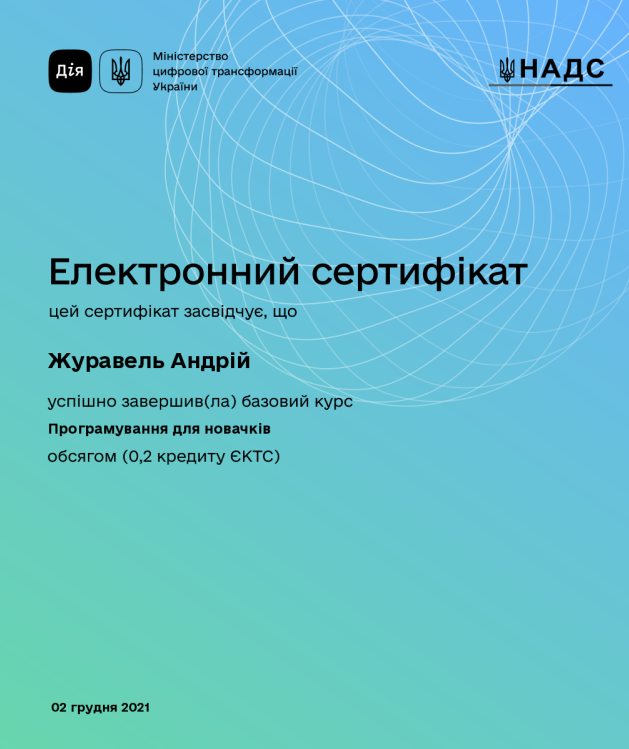 Дія
Міністерство
цифрової трансформації
України
НАДС
Електронний сертифікат
цей сертифікат засвідчує, що
Журавель Андрій
успішно завершив(ла) базовий курс
Програмування для новачків
обсягом (0,2 кредиту ЄКТС)
02 грудня 2021